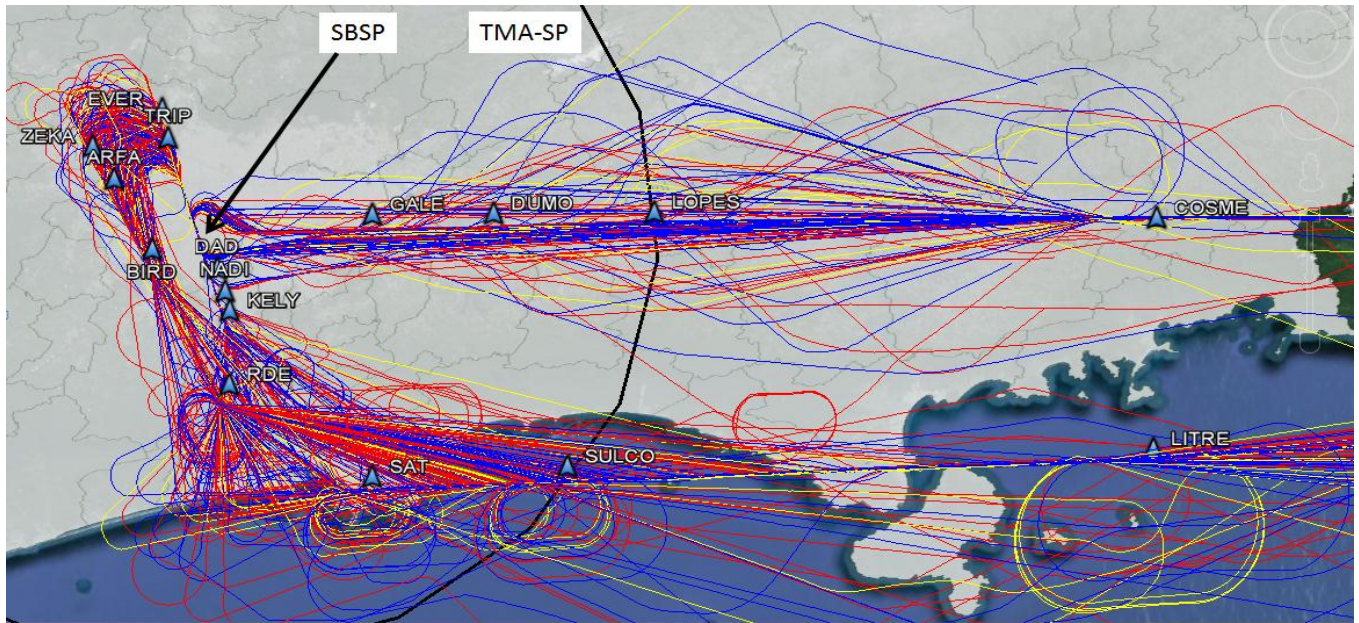 SBSP
TMA-SP
EVER
TRIP
ZEKA
ARFA
GALE
DUMO
LOPES
COSME
DAD
BIRD
NADI
KELY
RDE
SAT
SULCO
LITRE